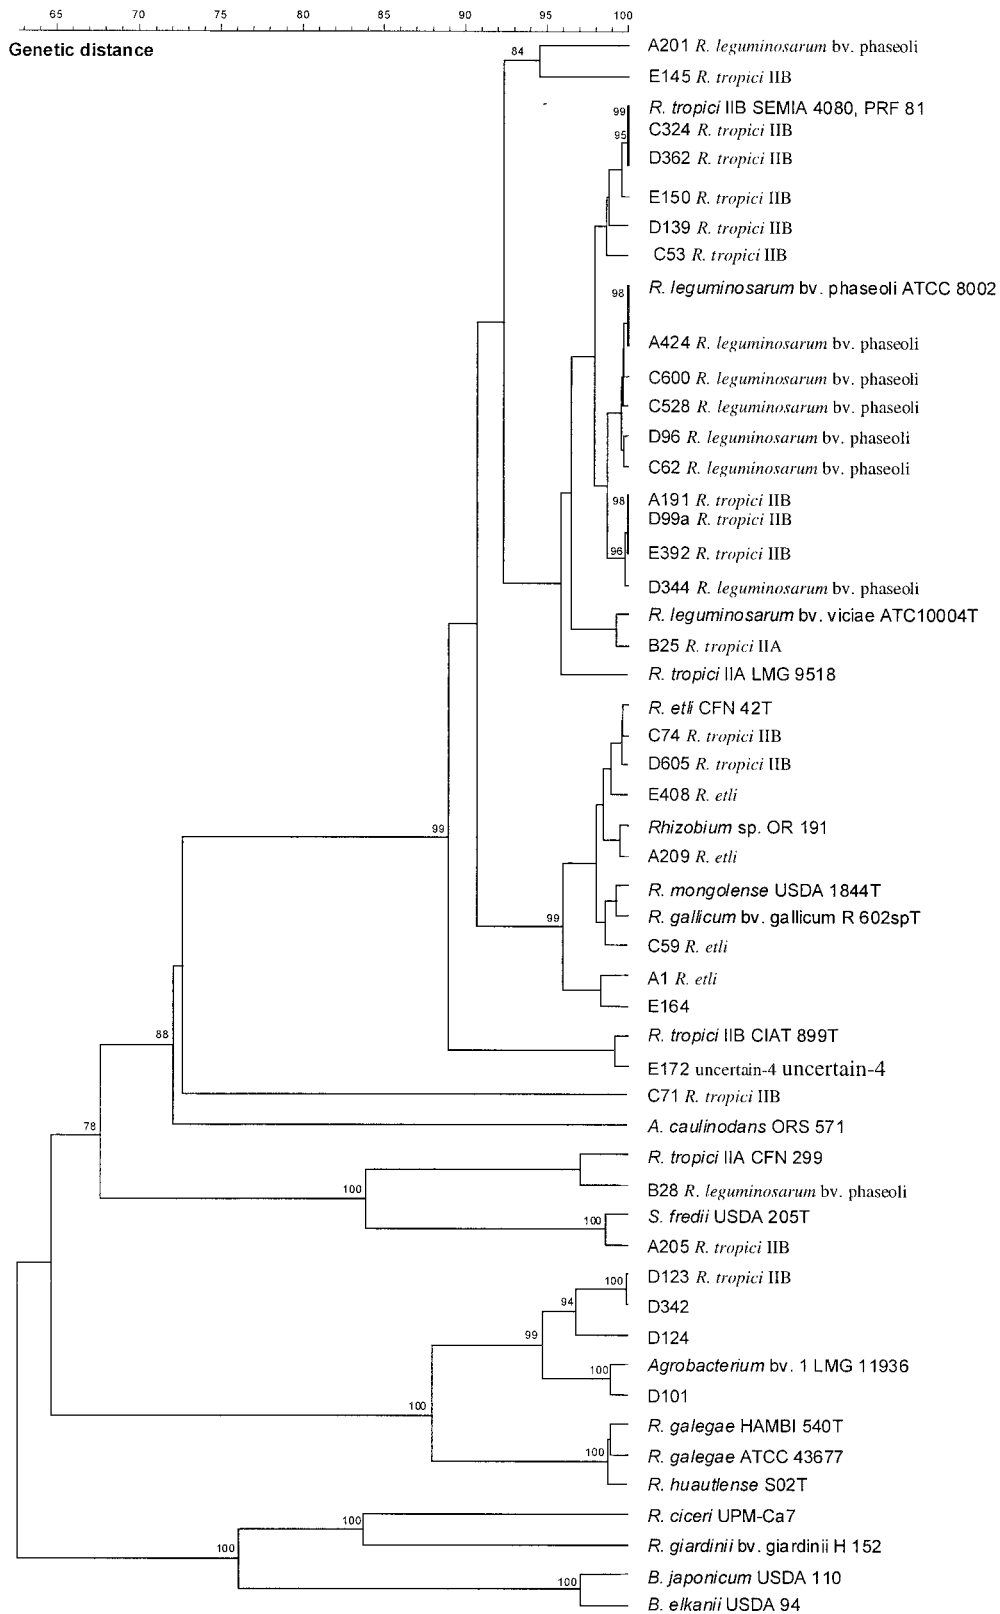 65 70 75 80 85 90 95 100
Genetic distance
84
A201 R. leguminosarum bv. phaseoli
E145 R. tropici IIB
99
R. tropici IIB SEMIA 4080, PRF 81
95
C324 R. tropici IIB
D362 R. tropici IIB
E150 R. tropici IIB
D139 R. tropici IIB
C53 R. tropici IIB
98
R. leguminosarum bv. phaseoli ATCC 8002
A424 R. leguminosarum bv. phaseoli
C600 R. leguminosarum bv. phaseoli
C528 R. leguminosarum bv. phaseoli
D96 R. leguminosarum bv. phaseoli
C62 R. leguminosarum bv. phaseoli
98
A191 R. tropici IIB
D99a R. tropici IIB
96
E392 R. tropici IIB
D344 R. leguminosarum bv. phaseoli
R. leguminosarum bv. viciae ATC10004T
B25 R. tropici IIA
R. tropici IIA LMG 9518
R. etli CFN 42T
C74 R. tropici IIB
D605 R. tropici IIB
E408 R. etli
99
Rhizobium sp. OR 191
A209 R. etli
R. mongolense USDA 1844T
99
R. gallicum bv. gallicum R 602spT
C59 R. etli
A1 R. etli
E164
88
R. tropici IIB CIAT 899T
E172 uncertain-4 uncertain-4
C71 R. tropici IIB
78
A. caulinodans ORS 571
R. tropici IIA CFN 299
100
B28 R. leguminosarum bv. phaseoli
100
S. fredii USDA 205T
A205 R. tropici IIB
100
D123 R. tropici IIB
94
D342
99
D124
100
Agrobacterium bv. 1 LMG 11936
D101
100
R. galegae HAMBI 540T
100
R. galegae ATCC 43677
R. huautlense S02T
100
R. ciceri UPM-Ca7
100
R. giardinii bv. giardinii H 152
100
B. japonicum USDA 110
B. elkanii USDA 94